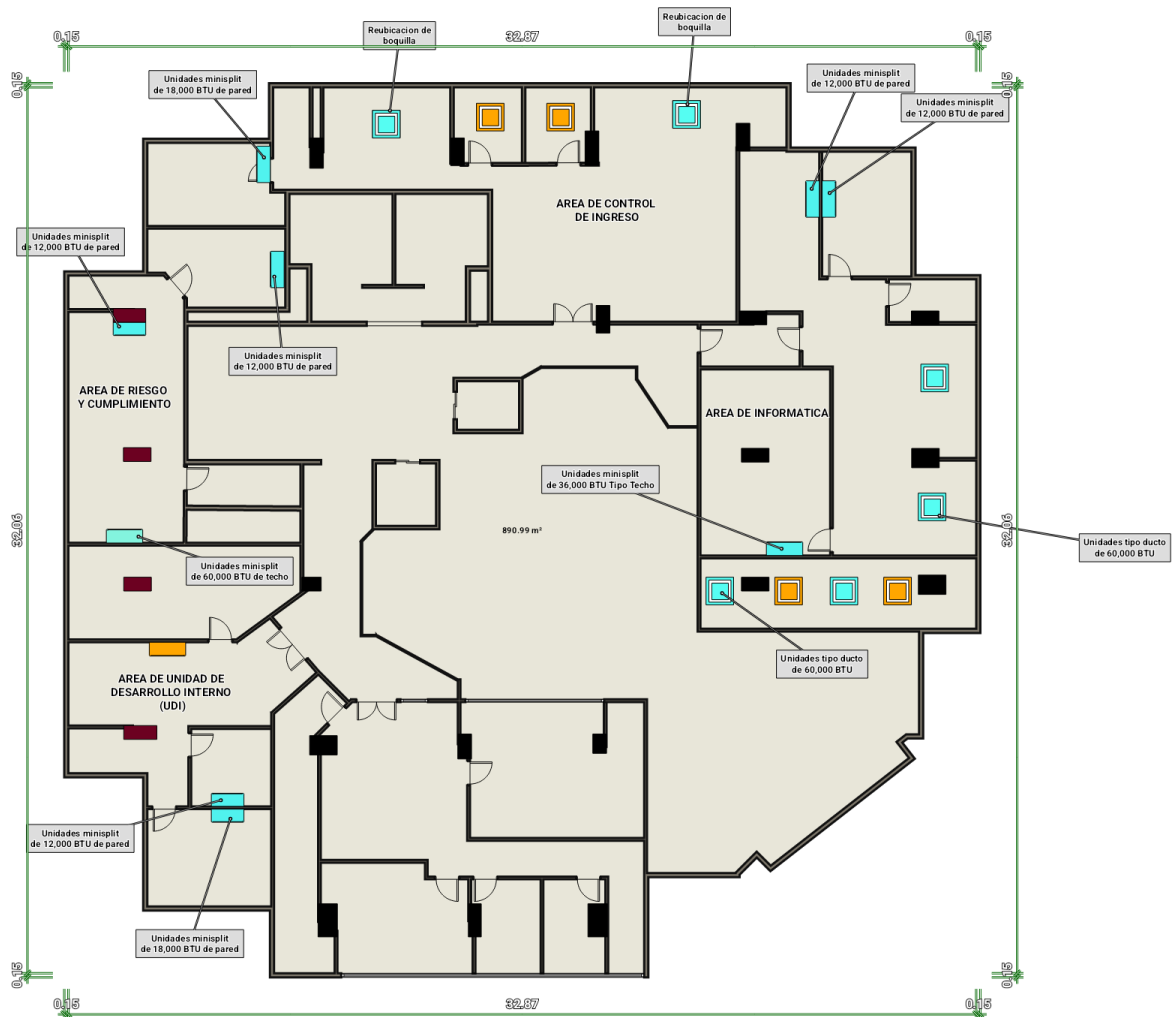 0.15
32.87
0.15
0.15
0.15
Reubicacion de
boquilla
Reubicacion de
boquilla
Unidades minisplit
de 18,000 BTU de pared
Unidades minisplit
de 12,000 BTU de pared
Unidades minisplit
de 12,000 BTU de pared
AREA DE CONTROL
DE INGRESO
Unidades minisplit
de 12,000 BTU de pared
Unidades minisplit
de 12,000 BTU de pared
AREA DE RIESGO
Y CUMPLIMIENTO
AREA DE INFORMATICA
Unidades minisplit
de 36,000 BTU Tipo Techo
32.06
890.99 m²
32.06
Unidades tipo ducto
de 60,000 BTU
Unidades minisplit
de 60,000 BTU de techo
Unidades tipo ducto
de 60,000 BTU
AREA DE UNIDAD DE
DESARROLLO INTERNO
(UDI)
Unidades minisplit
de 12,000 BTU de pared
Unidades minisplit
de 18,000 BTU de pared
0.15
0.15
0.15
32.87
0.15